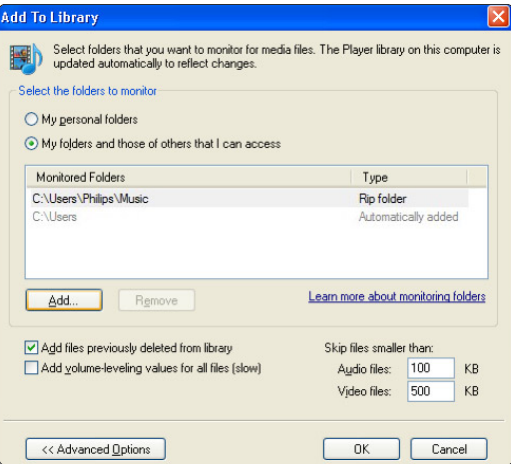 Add To Library
Select folders that you want to monitor for media files. The Player library on this computer is
updated automatically to reflect changes.
Select the folders to monitor
My personal folders
My folders and those of others that I can access
Monitored Folders Type
C:\Users\Philips\Music Rip folder
C:\Users Automatically added
Add... Remove Learn more about monitoring folders
Add files previously deleted from library Skip files smaller than:
Add volume-leveling values for all files (slow) Audio files: 100 KB
Video files: 500 KB
<< Advanced Options OK Cancel